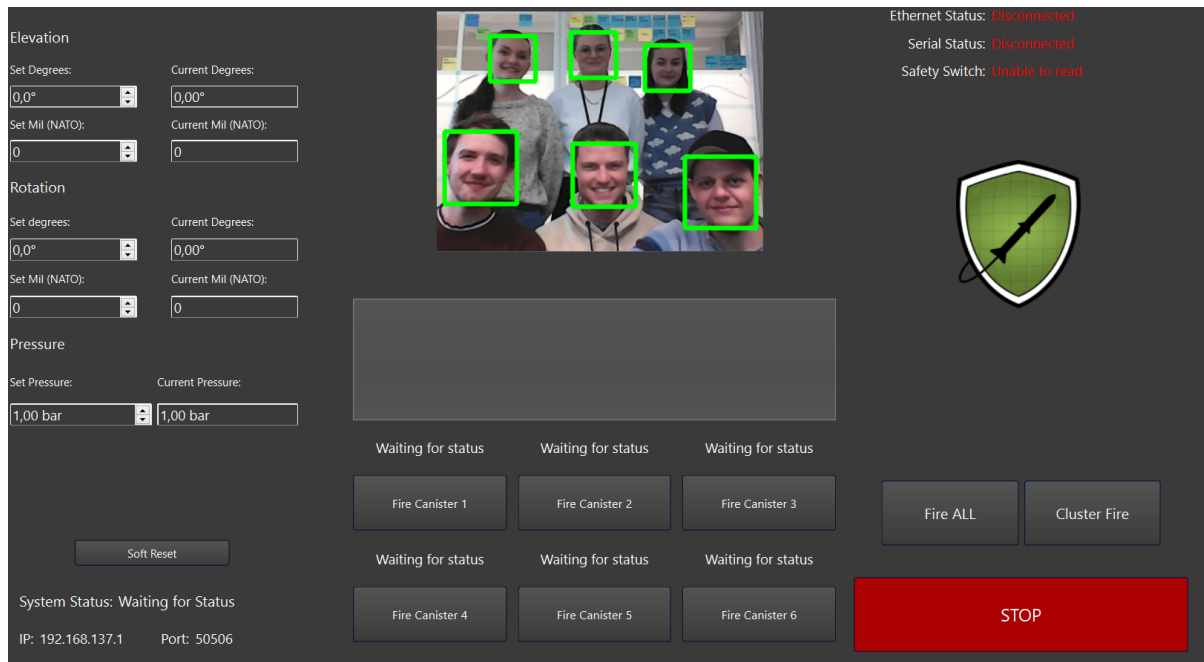 Elevation
Set Degrees: Current Degrees:
0,0° 0,00°
Set Mil (NATO): Current Mil (NATO):
0 0
Rotation
Set degrees: Current Degrees:
0,0° 0,00°
Set Mil (NATO): Current Mil (NATO):
0 0
Pressure
Set Pressure: Current Pressure:
1,00 bar 1,00 bar
Soft Reset
System Status: Waiting for Status
IP: 192.168.137.1 Port: 50506
Waiting for status Waiting for status Waiting for status
Fire Canister 1 Fire Canister 2 Fire Canister 3
Waiting for status Waiting for status Waiting for status
Fire Canister 4 Fire Canister 5 Fire Canister 6
Ethernet Status: Disconnected
Serial Status: Disconnected
Safety Switch: Unable to read
Fire ALL Cluster Fire
STOP